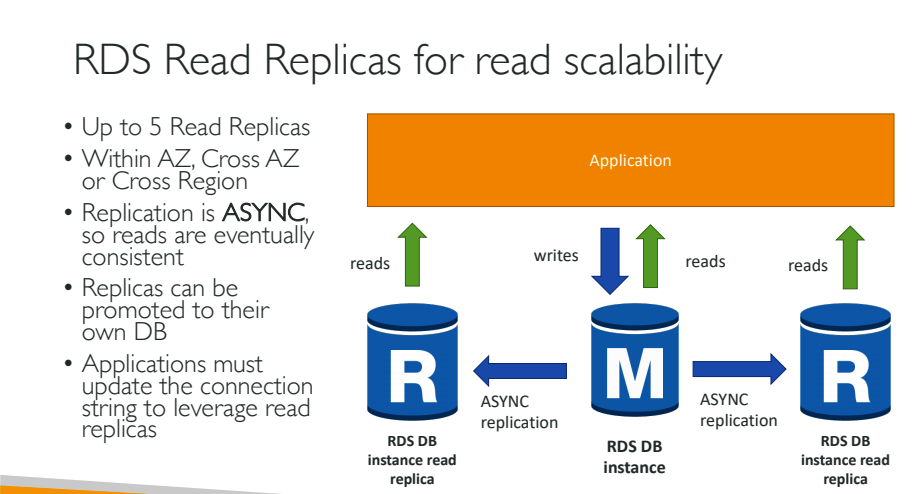 RDS Read Replicas for read scalability
• Up to 5 Read Replicas
• Within AZ, Cross AZ
or Cross Region
• Replication is ASYNC,
so reads are eventually
consistent
• Replicas can be
promoted to their
own DB
• Applications must
update the connection
string to leverage read
replicas
Application
reads
writes
reads
reads
R
M
R
ASYNC
replication
ASYNC
replication
RDS DB
instance read
replica
RDS DB
instance
RDS DB
instance read
replica